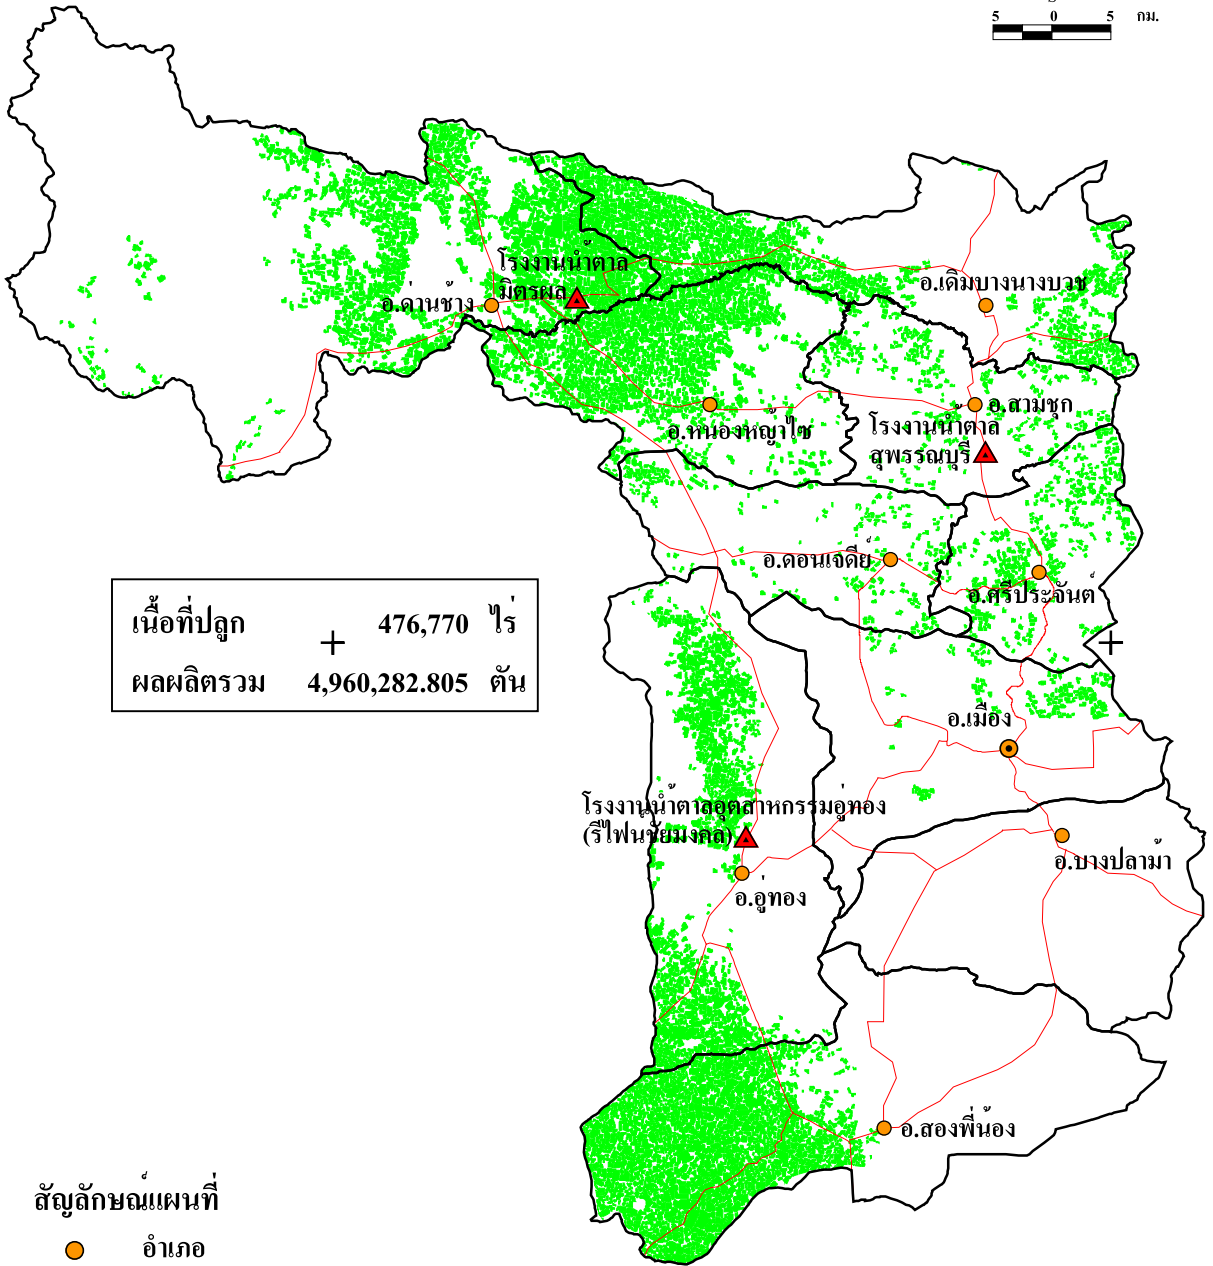 5 0 5 กม.
โรงงานน้ำตาล
มิตรผล
อ.ด่านช้าง
อ.เดิมบางนางบวช
อ.หนองหญ้าไซ
อ.สามชุก
โรงงานน้ำตาล
สุพรรณบุรี
อ.ดอนเจดีย์
อ.ศรีประจันต์
เนื้อที่ปลูก 476,770 ไร่
ผลผลิตรวม 4,960,282.805 ตัน
อ.เมือง
โรงงานน้ำตาลอุตสาหกรรมอู่ทอง
(รีไฟน์ชัยมงคล)
อ.บางปลาม้า
อ.อู่ทอง
อ.สองพี่น้อง
สัญลักษณ์แผนที่
อำเภอ